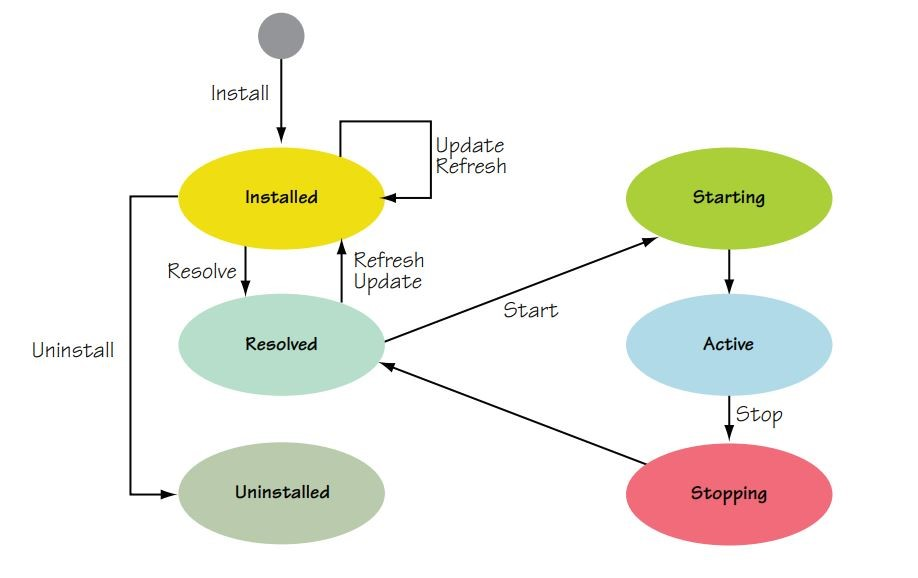 Install
Update
Refresh
Installed
Starting
Resolve
Refresh
Update
Start
Resolved
Active
Uninstall
Stop
Uninstalled
Stopping